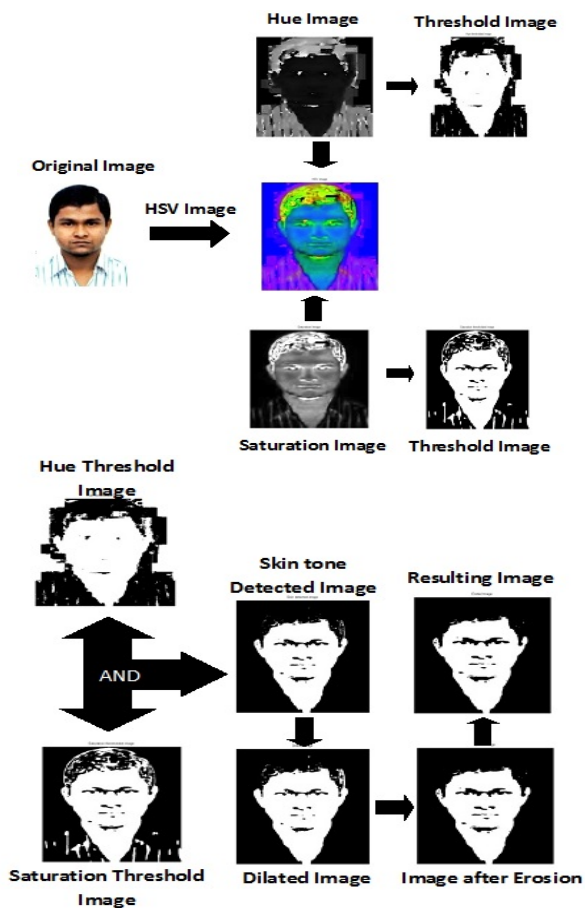 Hue Image
Threshold Image
Original Image
HSV Image
Saturation Image
Threshold Image
Hue Threshold
Image
Skin tone
Detected Image
Resulting Image
AND
Saturation Threshold
Image
Dilated Image
Image after Erosion